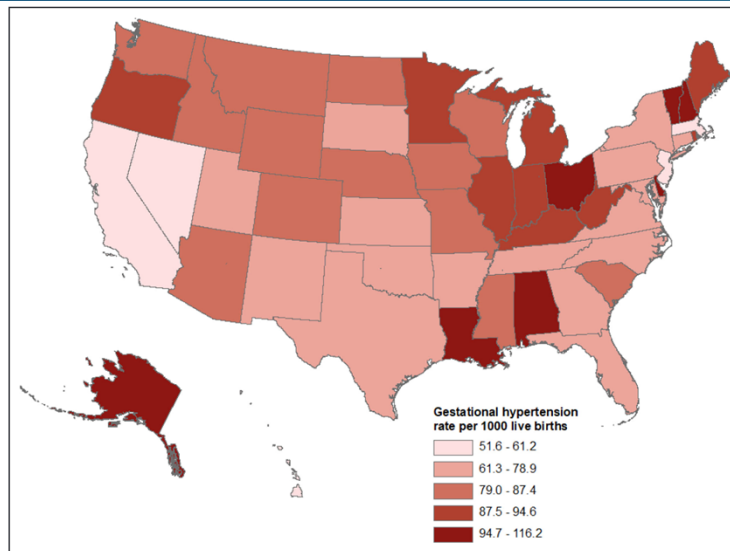 Gestational hypertension
rate per 1000 live births
51.6 - 61.2
61.3 - 78.9
79.0 - 87.4
87.5 - 94.6
94.7 - 116.2